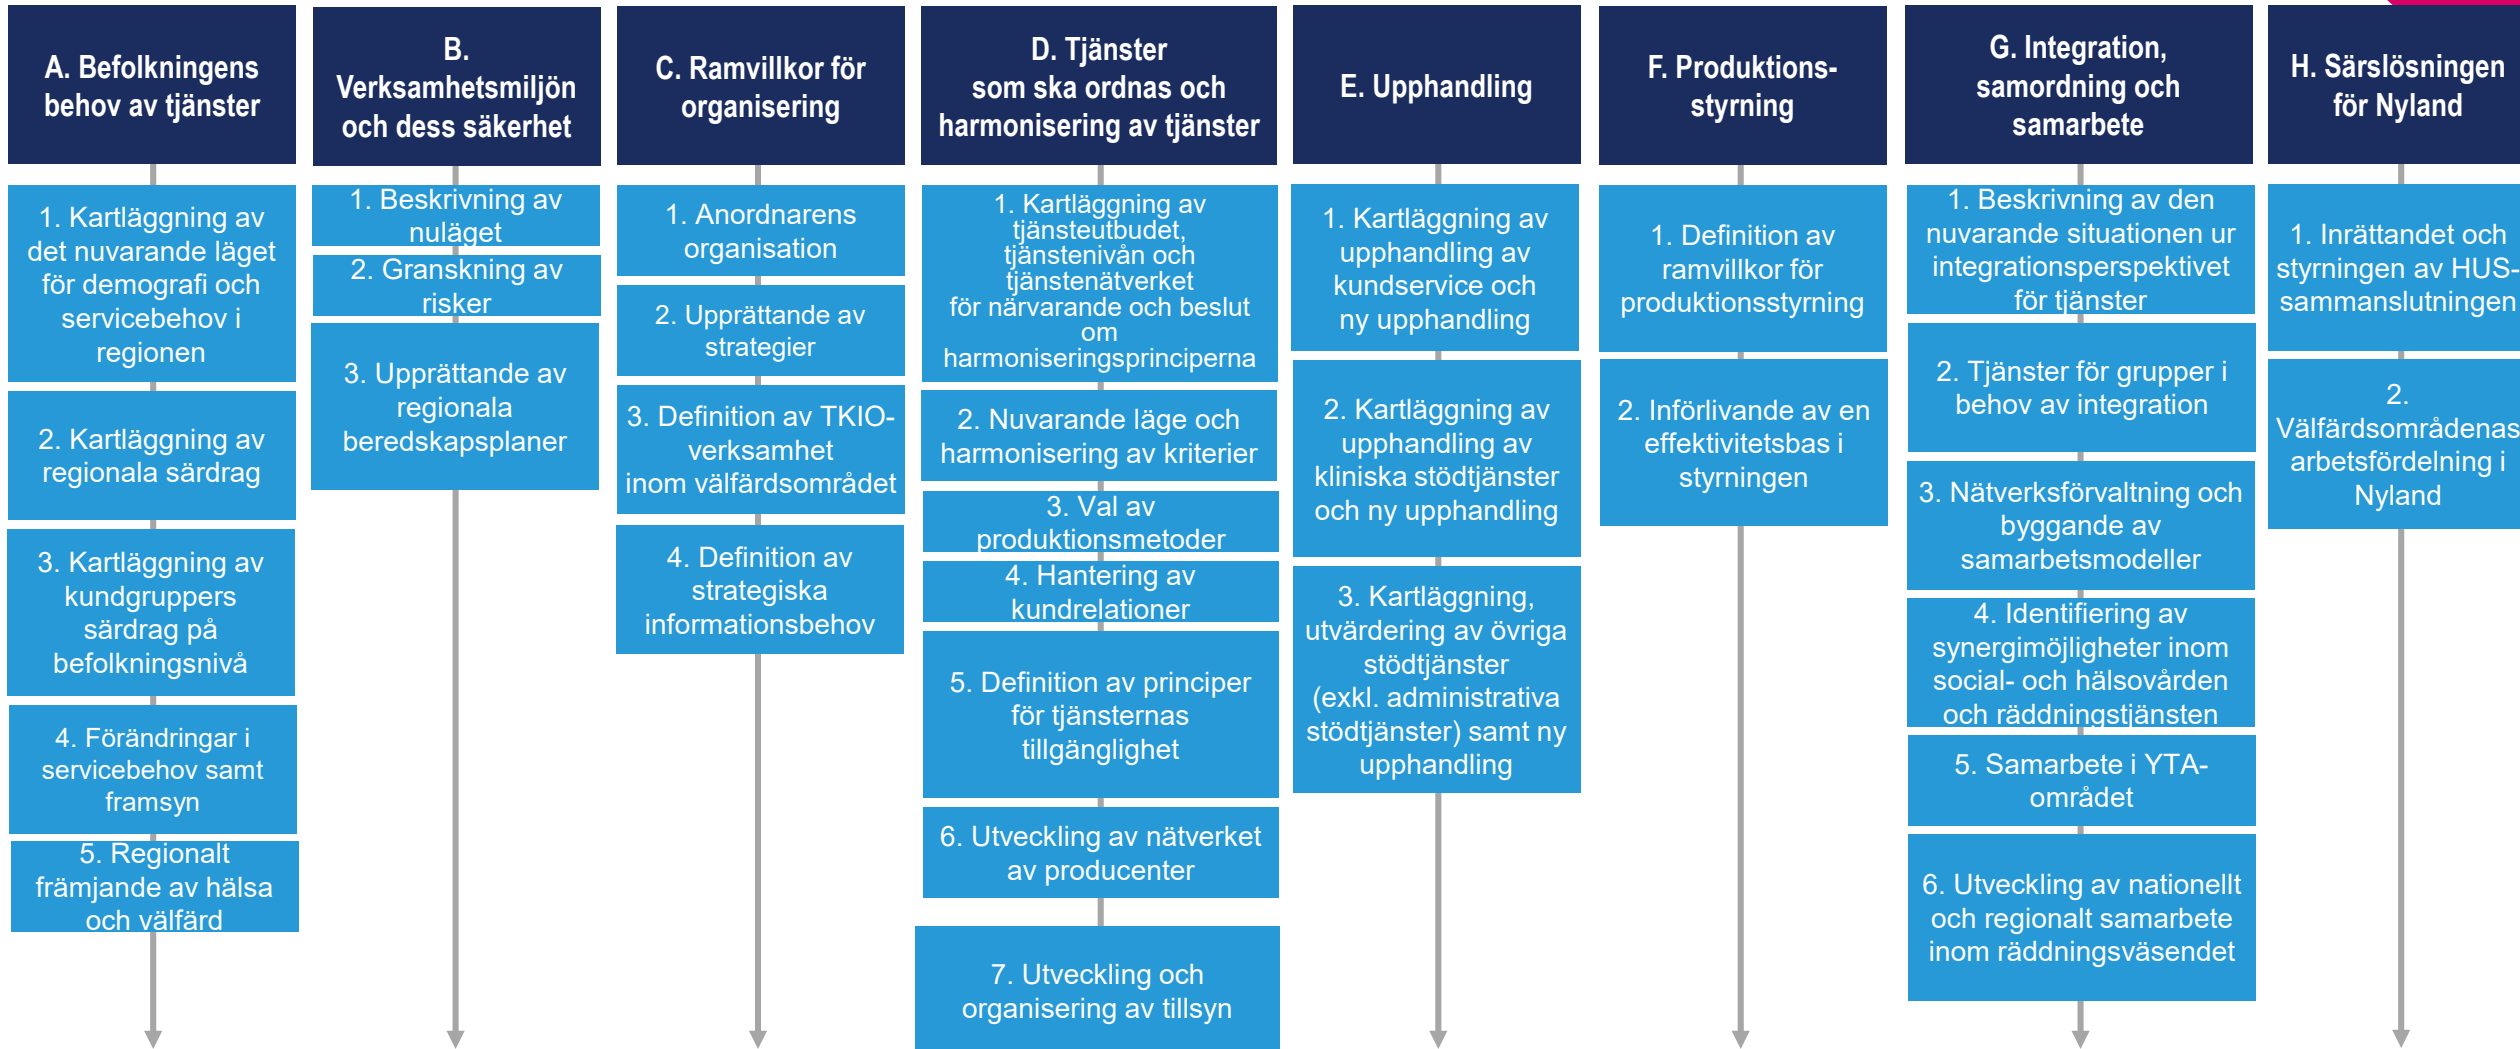 A. Befolkningens
behov av tjänster
1. Kartläggning av
det nuvarande läget
för demografi och
servicebehov i
regionen
2. Kartläggning av
regionala särdrag
3. Kartläggning av
kundgruppers
särdrag på
befolkningsnivå
4. Förändringar i
servicebehov samt
framsyn
5. Regionalt
främjande av hälsa
och välfärd
B.
Verksamhetsmiljön
och dess säkerhet
1. Beskrivning av
nuläget
2. Granskning av
risker
3. Upprättande av
regionala
beredskapsplaner
C. Ramvillkor för
organisering
1. Anordnarens
organisation
2. Upprättande av
strategier
3. Definition av TKIO-
verksamhet
inom välfärdsområdet
4. Definition av
strategiska
informationsbehov
D. Tjänster
som ska ordnas och
harmonisering av tjänster
1. Kartläggning av
tjänsteutbudet,
tjänstenivån och
tjänstenätverket
för närvarande och beslut
om
harmoniseringsprinciperna
2. Nuvarande läge och
harmonisering av kriterier
3. Val av
produktionsmetoder
4. Hantering av
kundrelationer
5. Definition av principer
för tjänsternas
tillgänglighet
6. Utveckling av nätverket
av producenter
7. Utveckling och
organisering av tillsyn
E. Upphandling
1. Kartläggning av
upphandling av
kundservice och
ny upphandling
2. Kartläggning av
upphandling av
kliniska stödtjänster
och ny upphandling
3. Kartläggning,
utvärdering av övriga
stödtjänster
(exkl. administrativa
stödtjänster) samt ny
upphandling
F. Produktions-
styrning
1. Definition av
ramvillkor för
produktionsstyrning
2. Införlivande av en
effektivitetsbas i
styrningen
G. Integration,
samordning och
samarbete
1. Beskrivning av den
nuvarande situationen ur
integrationsperspektivet
för tjänster
2. Tjänster för grupper i
behov av integration
3. Nätverksförvaltning och
byggande av
samarbetsmodeller
4. Identifiering av
synergimöjligheter inom
social- och hälsovården
och räddningstjänsten
5. Samarbete i YTA-
området
6. Utveckling av nationellt
och regionalt samarbete
inom räddningsväsendet
H. Särslösningen
för Nyland
1. Inrättandet och
styrningen av HUS-
sammanslutningen
2.
Välfärdsområdenas
arbetsfördelning i
Nyland